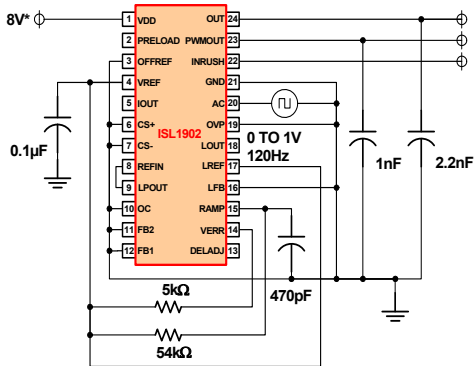 8V*
1 VDD OUT 24
2 PRELOAD PWMOUT 23
3 OFFREF INRUSH 22
4 VREF GND 21
5 IOUT AC 20
ISL1902
6 CS+ OVP 19
7 CS- LOUT 18
8 REFIN LREF 17
9 LPOUT LFB 16
10 OC RAMP 15
11 FB2 VERR 14
12 FB1 DELADJ 13
0.1µF
0 TO 1V
120Hz
1nF
2.2nF
470pF
5kΩ
54kΩ